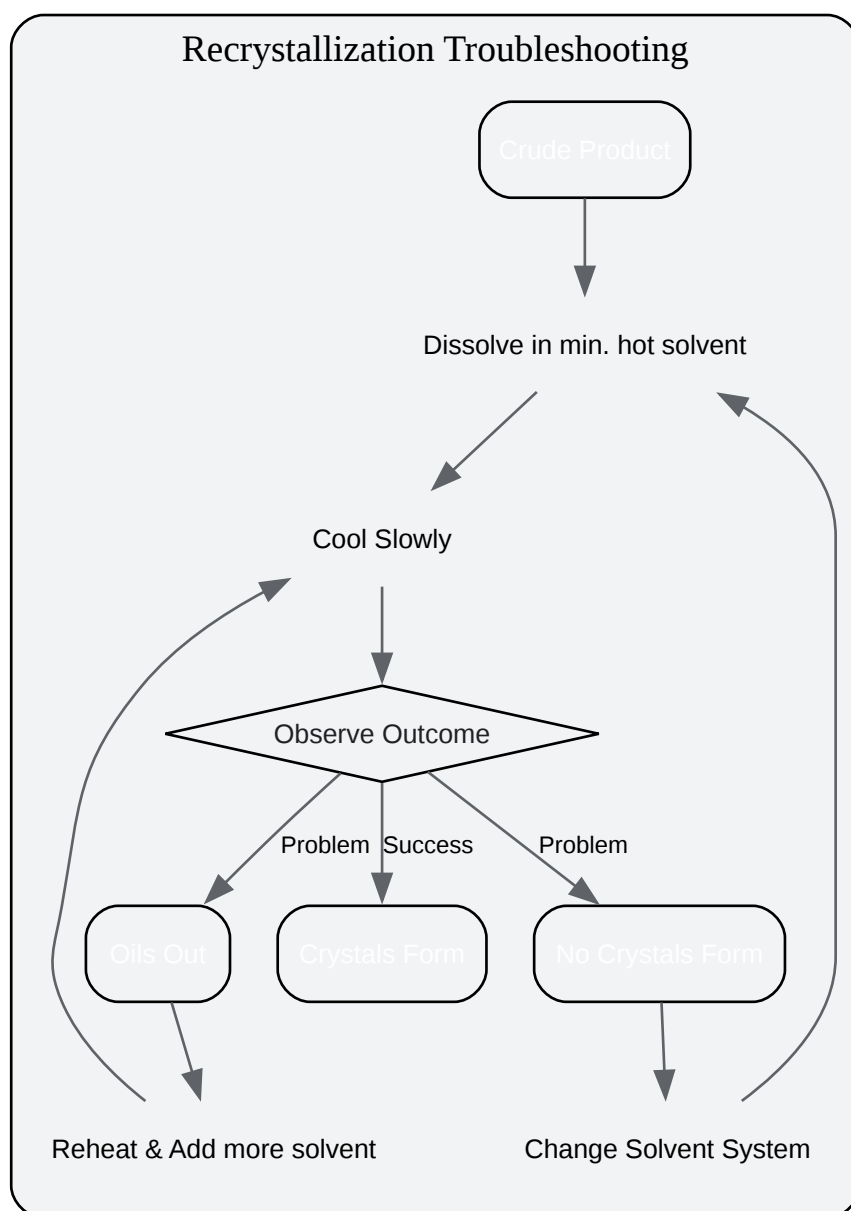 Recrystallization Troubleshooting
Crude Product
Dissolve in min. hot solvent
Cool Slowly
Observe Outcome
Problem
Success
Problem
Oils Out
Crystals Form
No Crystals Form
Reheat & Add more solvent
Change Solvent System